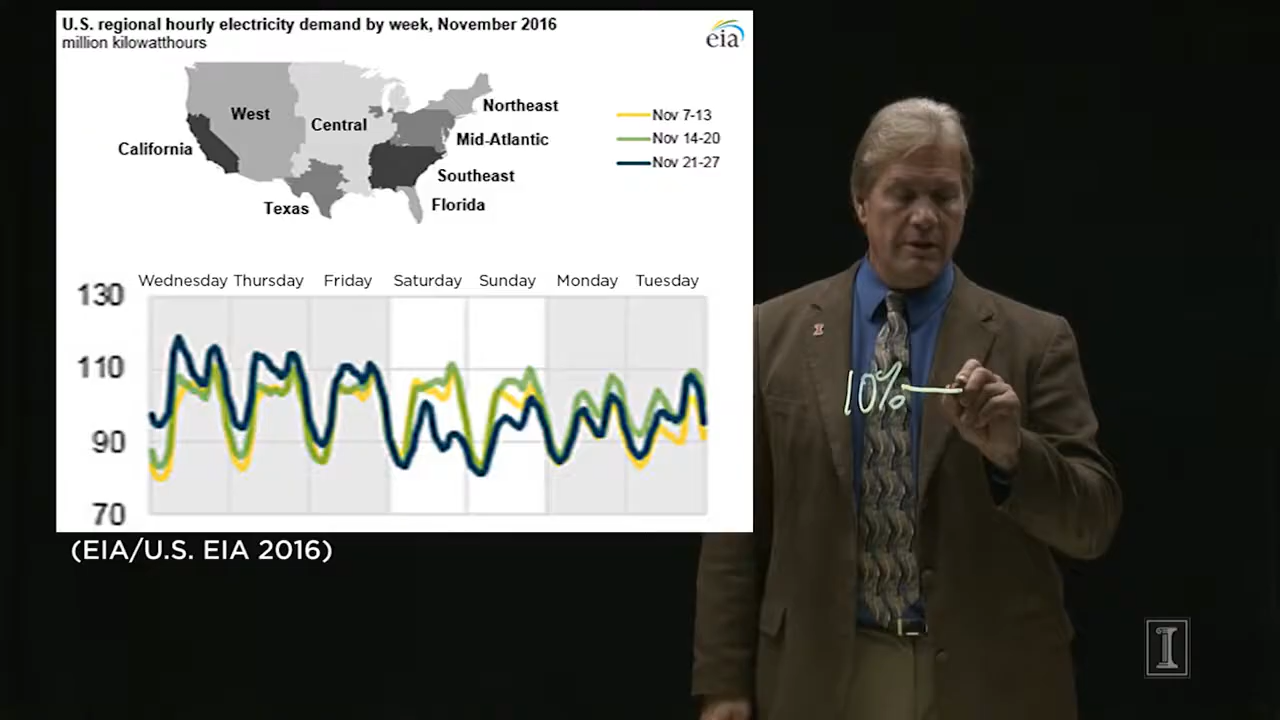 U.S. regional hourly electricity demand by week, November 2016
million kilowatthours
eia
West
Central
Northeast
Mid-Atlantic
California
Southeast
Texas
Florida
Nov 7-13
Nov 14-20
Nov 21-27
Wednesday Thursday Friday Saturday Sunday Monday Tuesday
130
110
90
70
(EIA/U.S. EIA 2016)
10%
I
I